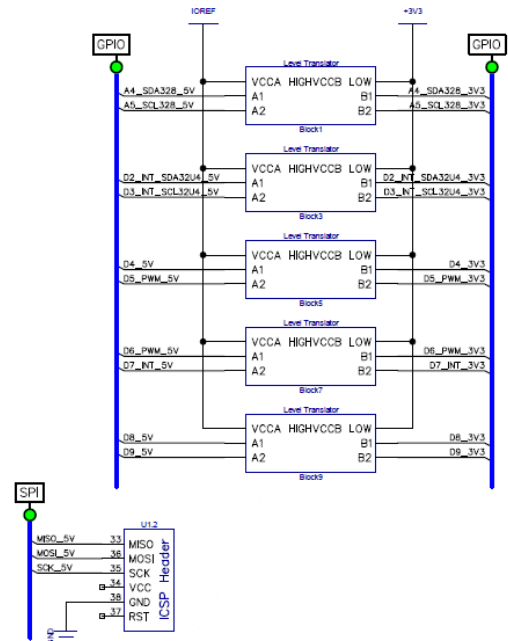 IOREF +3V3
GPIO GPIO
Level Translator
VCCA HIGHVCCB LOW
A4_SDA328_5V A1 B1 A4_SDA328_3V3
A5_SCL328_5V A2 B2 A5_SCL328_3V3
Block1
Level Translator
VCCA HIGHVCCB LOW
D2_INT_SDA32U4_5V A1 B1 D2_INT_SDA32U4_3V3
D3_INT_SCL32U4_5V A2 B2 D3_INT_SCL32U4_3V3
Block3
Level Translator
VCCA HIGHVCCB LOW
D4_5V A1 B1 D4_3V3
D5_PWM_5V A2 B2 D5_PWM_3V3
Block5
Level Translator
VCCA HIGHVCCB LOW
D6_PWM_5V A1 B1 D6_PWM_3V3
D7_INT_5V A2 B2 D7_INT_3V3
Block7
Level Translator
VCCA HIGHVCCB LOW
D8_5V A1 B1 D8_3V3
D9_5V A2 B2 D9_3V3
Block9
SPI
U1.2
MISO_5V 33 MISO
MOSI_5V 36 MOSI
SCK_5V 35 SCK
34 VCC
38 GND
37 RST
ICSP Header
GND